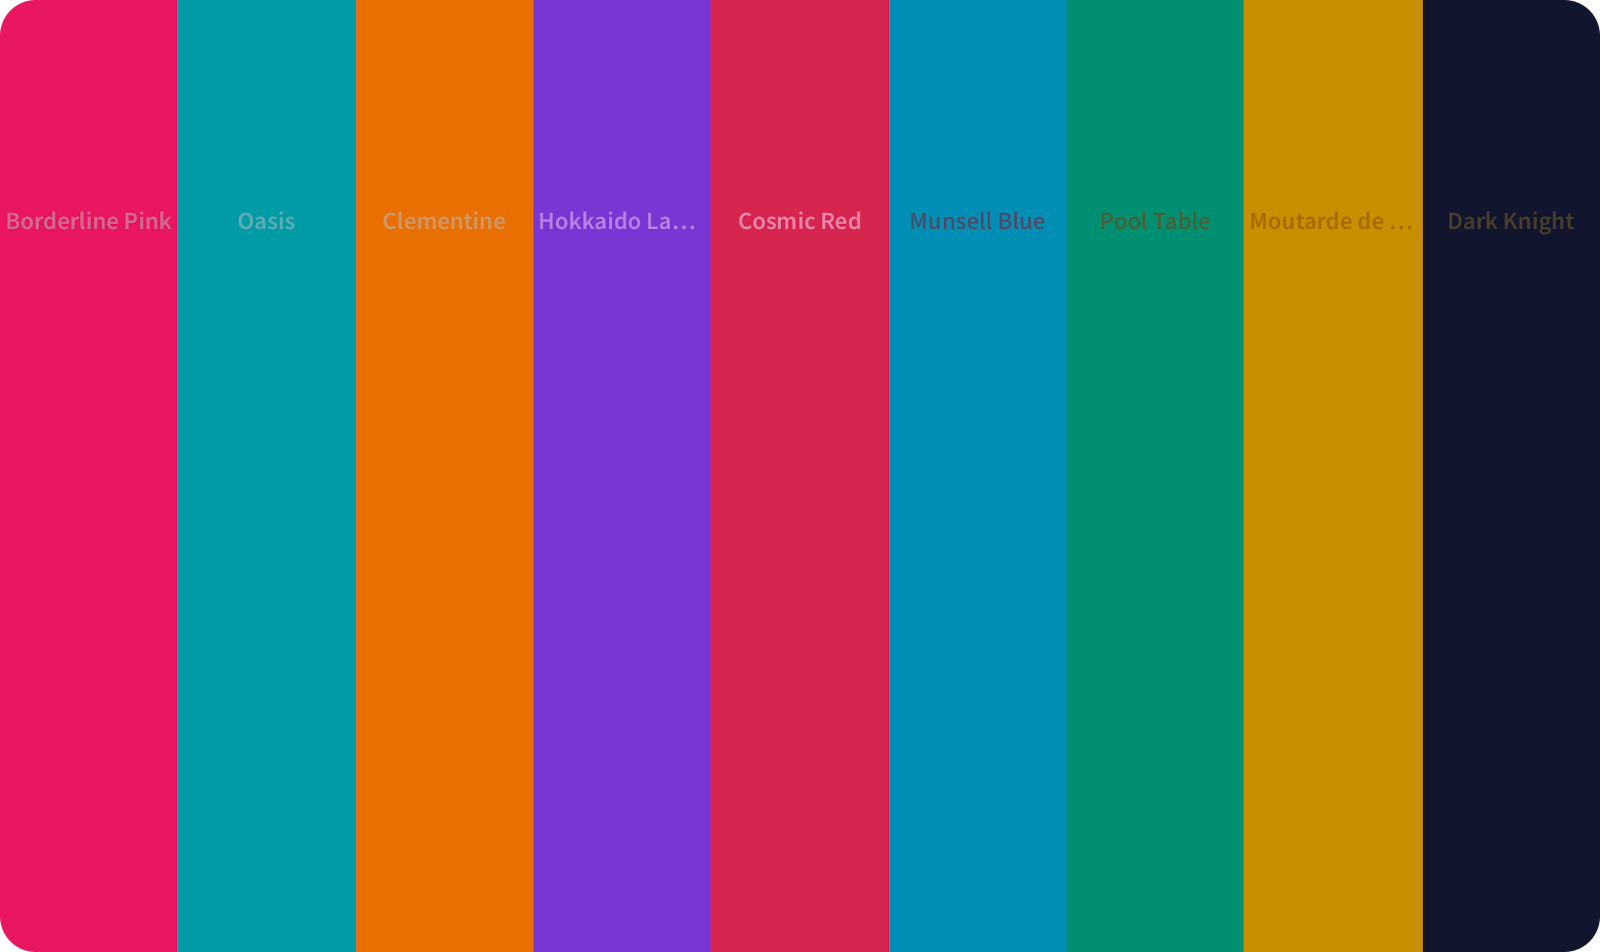 Borderline Pink
Oasis
Clementine
Hokkaido La…
Cosmic Red
Munsell Blue
Pool Table
Moutarde de …
Dark Knight